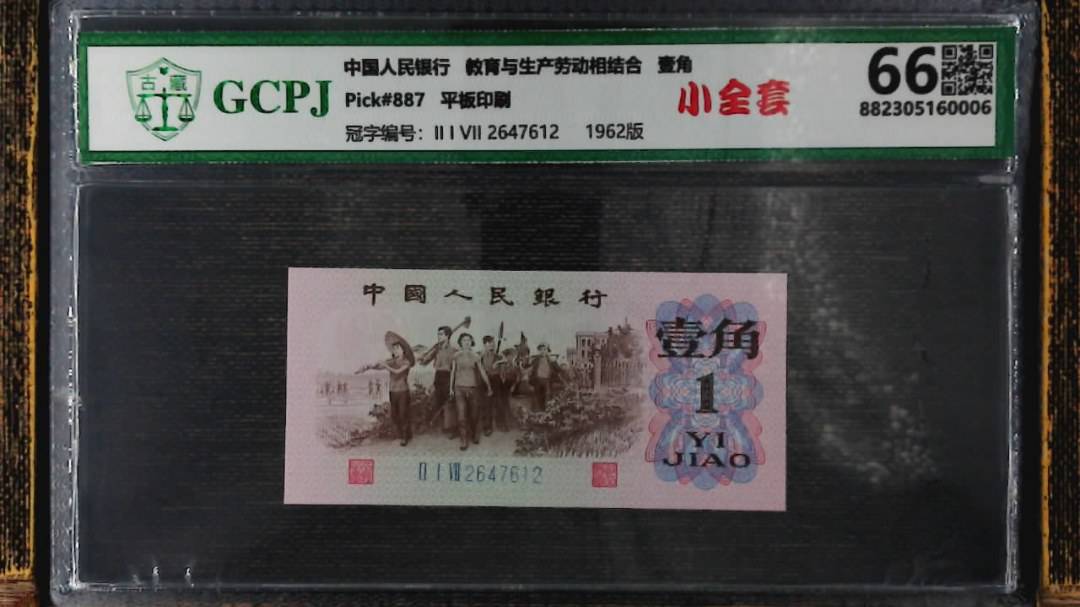 古藏
GCPJ
中国人民银行 教育与生产劳动相结合 壹角
Pick#887 平板印刷
冠字编号：II I VII 2647612 1962版
小全套
66
882305160006
中國人民銀行
壹角
1
YI
JIAO
II I VII 2647612